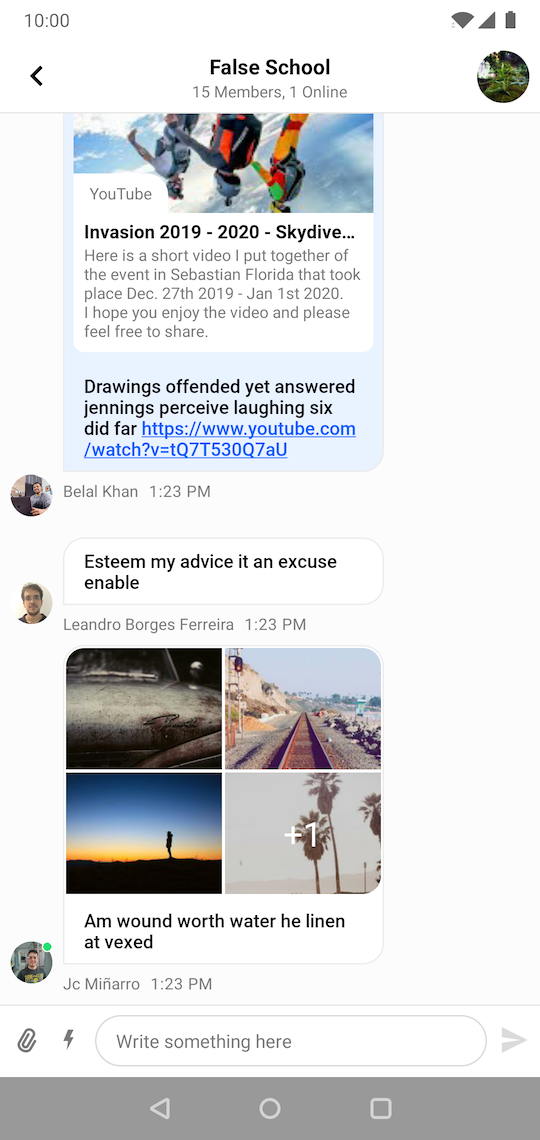 10:00
False School
15 Members, 1 Online
YouTube
Invasion 2019 - 2020 - Skydive…
Here is a short video I put together of
the event in Sebastian Florida that took
place Dec. 27th 2019 - Jan 1st 2020.
I hope you enjoy the video and please
feel free to share.
Drawings offended yet answered
jennings perceive laughing six
did far https://www.youtube.com
/watch?v=tQ7T530Q7aU
Belal Khan 1:23 PM
Esteem my advice it an excuse
enable
Leandro Borges Ferreira 1:23 PM
+1
Am wound worth water he linen
at vexed
Jc Miñarro 1:23 PM
Write something here